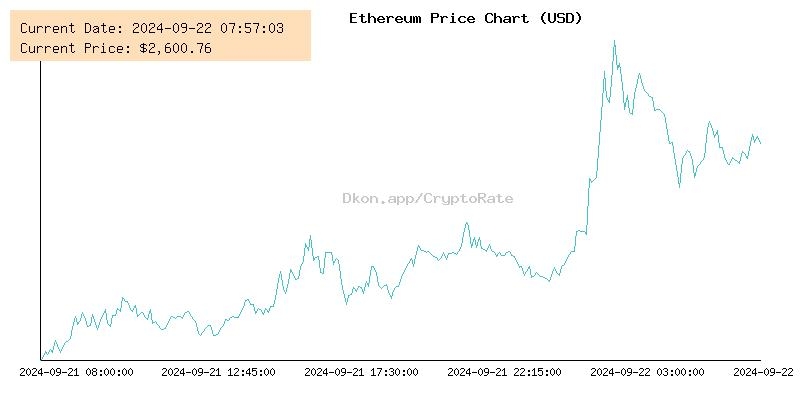 Ethereum Price Chart (USD)
Current Date: 2024-09-22 07:57:03
Current Price: $2,600.76
Dkon.app/CryptoRate
2024-09-21 08:00:00 2024-09-21 12:45:00 2024-09-21 17:30:00 2024-09-21 22:15:00 2024-09-22 03:00:00 2024-09-22